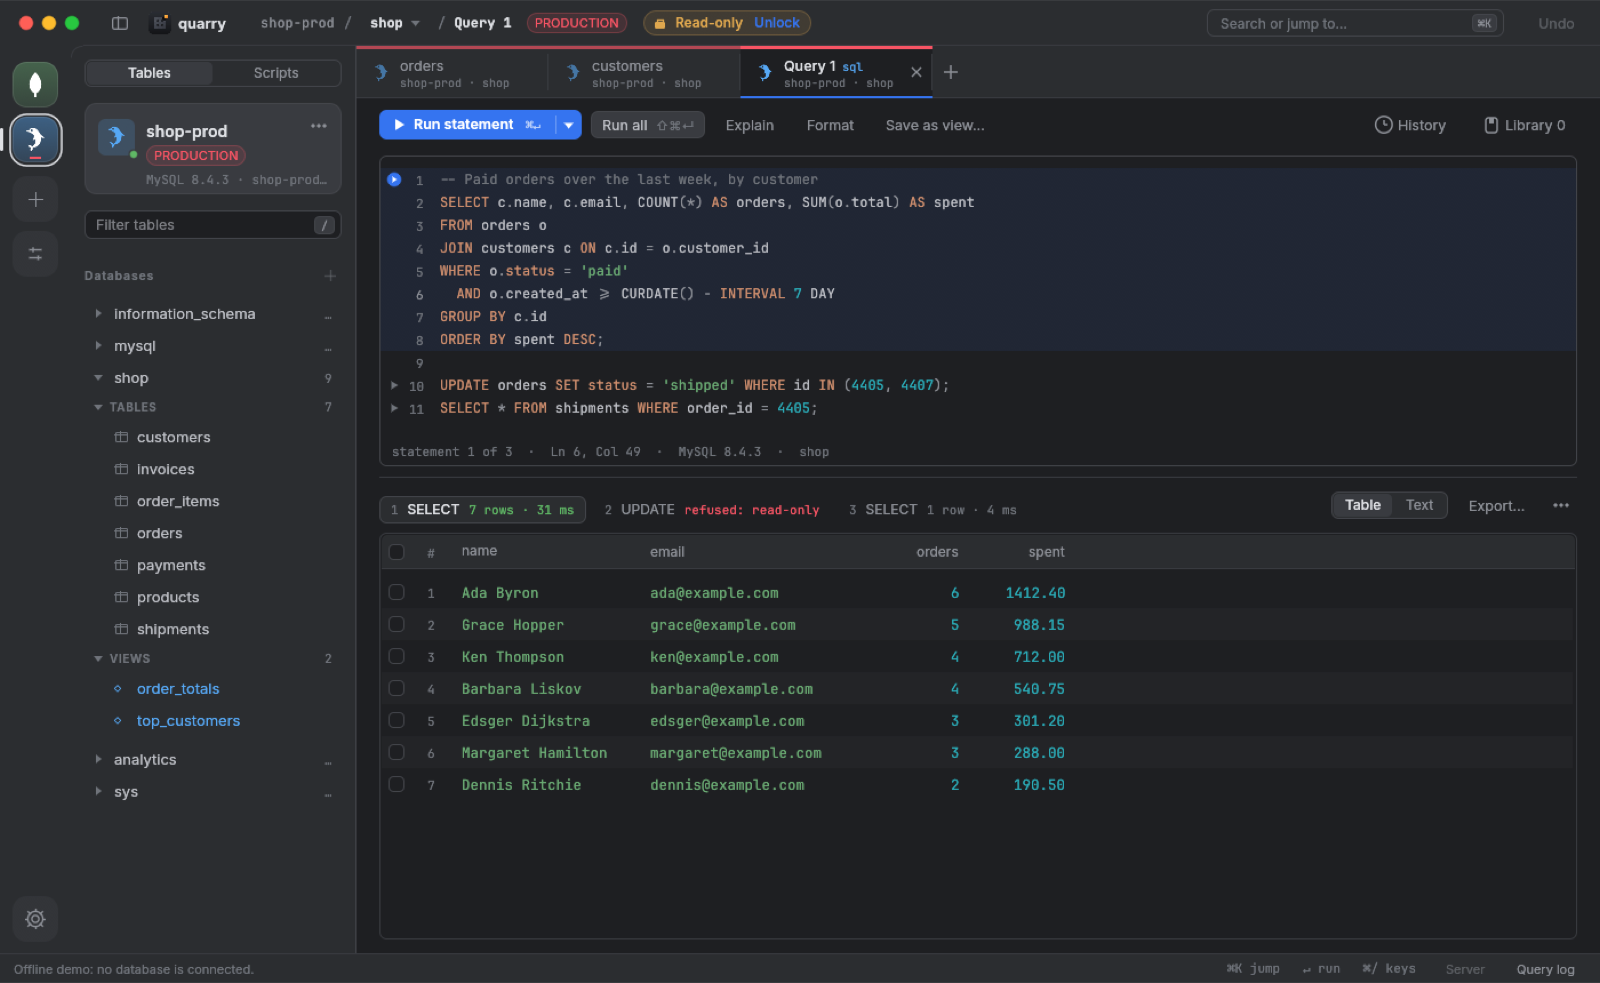 quarry
shop-prod / shop / Query 1 PRODUCTION Read-only Unlock
Search or jump to... ⌘K Undo
Tables Scripts
shop-prod
PRODUCTION
MySQL 8.4.3 · shop-prod…
Filter tables /
Databases +
information_schema …
mysql …
shop 9
TABLES 7
customers
invoices
order_items
orders
payments
products
shipments
VIEWS 2
order_totals
top_customers
analytics …
sys …
orders
shop-prod · shop
customers
shop-prod · shop
Query 1 sql
shop-prod · shop
Run statement ⌘↵ Run all ⇧⌘↵ Explain Format Save as view... History Library 0
1 -- Paid orders over the last week, by customer
2 SELECT c.name, c.email, COUNT(*) AS orders, SUM(o.total) AS spent
3 FROM orders o
4 JOIN customers c ON c.id = o.customer_id
5 WHERE o.status = 'paid'
6 AND o.created_at >= CURDATE() - INTERVAL 7 DAY
7 GROUP BY c.id
8 ORDER BY spent DESC;
9
10 UPDATE orders SET status = 'shipped' WHERE id IN (4405, 4407);
11 SELECT * FROM shipments WHERE order_id = 4405;
statement 1 of 3 · Ln 6, Col 49 · MySQL 8.4.3 · shop
1 SELECT 7 rows · 31 ms 2 UPDATE refused: read-only 3 SELECT 1 row · 4 ms Table Text Export...
# name email orders spent
1 Ada Byron ada@example.com 6 1412.40
2 Grace Hopper grace@example.com 5 988.15
3 Ken Thompson ken@example.com 4 712.00
4 Barbara Liskov barbara@example.com 4 540.75
5 Edsger Dijkstra edsger@example.com 3 301.20
6 Margaret Hamilton margaret@example.com 3 288.00
7 Dennis Ritchie dennis@example.com 2 190.50
Offline demo: no database is connected. ⌘K jump ↵ run ⌘/ keys Server Query log